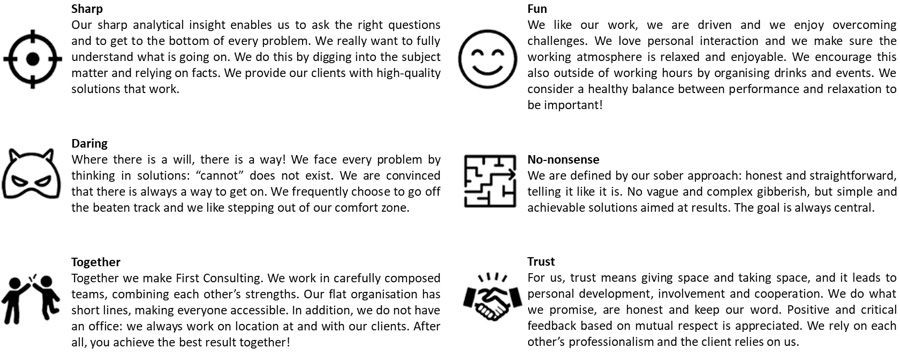 Sharp
Our sharp analytical insight enables us to ask the right questions
and to get to the bottom of every problem. We really want to fully
understand what is going on. We do this by digging into the subject
matter and relying on facts. We provide our clients with high-quality
solutions that work.
Daring
Where there is a will, there is a way! We face every problem by
thinking in solutions: “cannot” does not exist. We are convinced
that there is always a way to get on. We frequently choose to go off
the beaten track and we like stepping out of our comfort zone.
Together
Together we make First Consulting. We work in carefully composed
teams, combining each other’s strengths. Our flat organisation has
short lines, making everyone accessible. In addition, we do not have
an office: we always work on location at and with our clients. After
all, you achieve the best result together!
Fun
We like our work, we are driven and we enjoy overcoming
challenges. We love personal interaction and we make sure the
working atmosphere is relaxed and enjoyable. We encourage this
also outside of working hours by organising drinks and events. We
consider a healthy balance between performance and relaxation to
be important!
No-nonsense
We are defined by our sober approach: honest and straightforward,
telling it like it is. No vague and complex gibberish, but simple and
achievable solutions aimed at results. The goal is always central.
Trust
For us, trust means giving space and taking space, and it leads to
personal development, involvement and cooperation. We do what
we promise, are honest and keep our word. Positive and critical
feedback based on mutual respect is appreciated. We rely on each
other’s professionalism and the client relies on us.